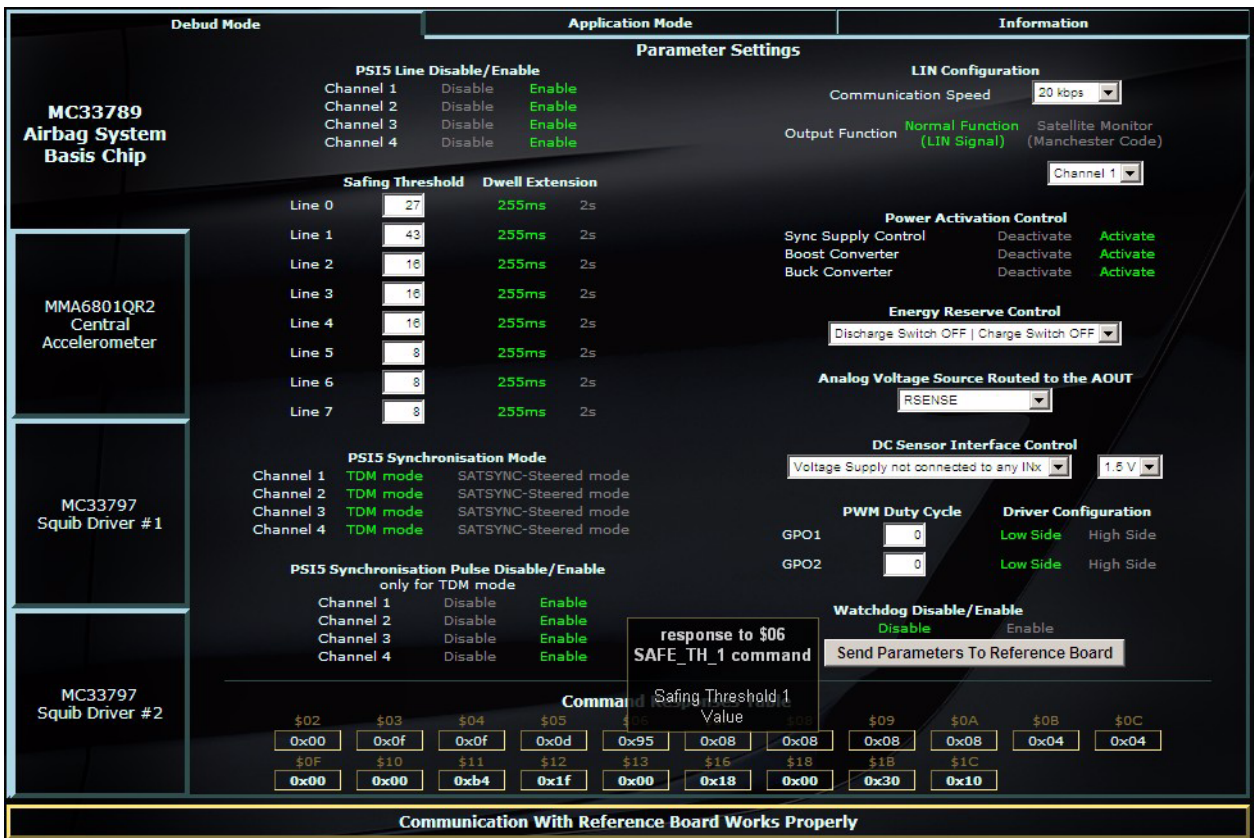 Debud Mode
Application Mode
Information
Parameter Settings
MC33789
Airbag System
Basis Chip
MMA6801QR2
Central
Accelerometer
MC33797
Squib Driver #1
MC33797
Squib Driver #2
PSI5 Line Disable/Enable
Channel 1 Disable Enable
Channel 2 Disable Enable
Channel 3 Disable Enable
Channel 4 Disable Enable
Safing Threshold Dwell Extension
Line 0 27 255ms 2s
Line 1 43 255ms 2s
Line 2 16 255ms 2s
Line 3 16 255ms 2s
Line 4 16 255ms 2s
Line 5 8 255ms 2s
Line 6 8 255ms 2s
Line 7 8 255ms 2s
PSI5 Synchronisation Mode
Channel 1 TDM mode SATSYNC-Steered mode
Channel 2 TDM mode SATSYNC-Steered mode
Channel 3 TDM mode SATSYNC-Steered mode
Channel 4 TDM mode SATSYNC-Steered mode
PSI5 Synchronisation Pulse Disable/Enable
only for TDM mode
Channel 1 Disable Enable
Channel 2 Disable Enable
Channel 3 Disable Enable
Channel 4 Disable Enable
LIN Configuration
Communication Speed 20 kbps
Output Function Normal Function (LIN Signal) Satellite Monitor (Manchester Code)
Channel 1
Power Activation Control
Sync Supply Control Deactivate Activate
Boost Converter Deactivate Activate
Buck Converter Deactivate Activate
Energy Reserve Control
Discharge Switch OFF | Charge Switch OFF
Analog Voltage Source Routed to the AOUT
RSENSE
DC Sensor Interface Control
Voltage Supply not connected to any INx 1.5 V
PWM Duty Cycle Driver Configuration
GPO1 0 Low Side High Side
GPO2 0 Low Side High Side
Watchdog Disable/Enable
Disable Enable
Send Parameters To Reference Board
response to $06
SAFE_TH_1 command
Safing Threshold 1
Value
Command Responses Table
$02 $03 $04 $05 $06 $08 $09 $0A $0B $0C
0x00 0x0f 0x0f 0x0d 0x95 0x08 0x08 0x08 0x08 0x04 0x04
$0F $10 $11 $12 $13 $16 $18 $1B $1C
0x00 0x00 0xb4 0x1f 0x00 0x18 0x00 0x30 0x10
Communication With Reference Board Works Properly